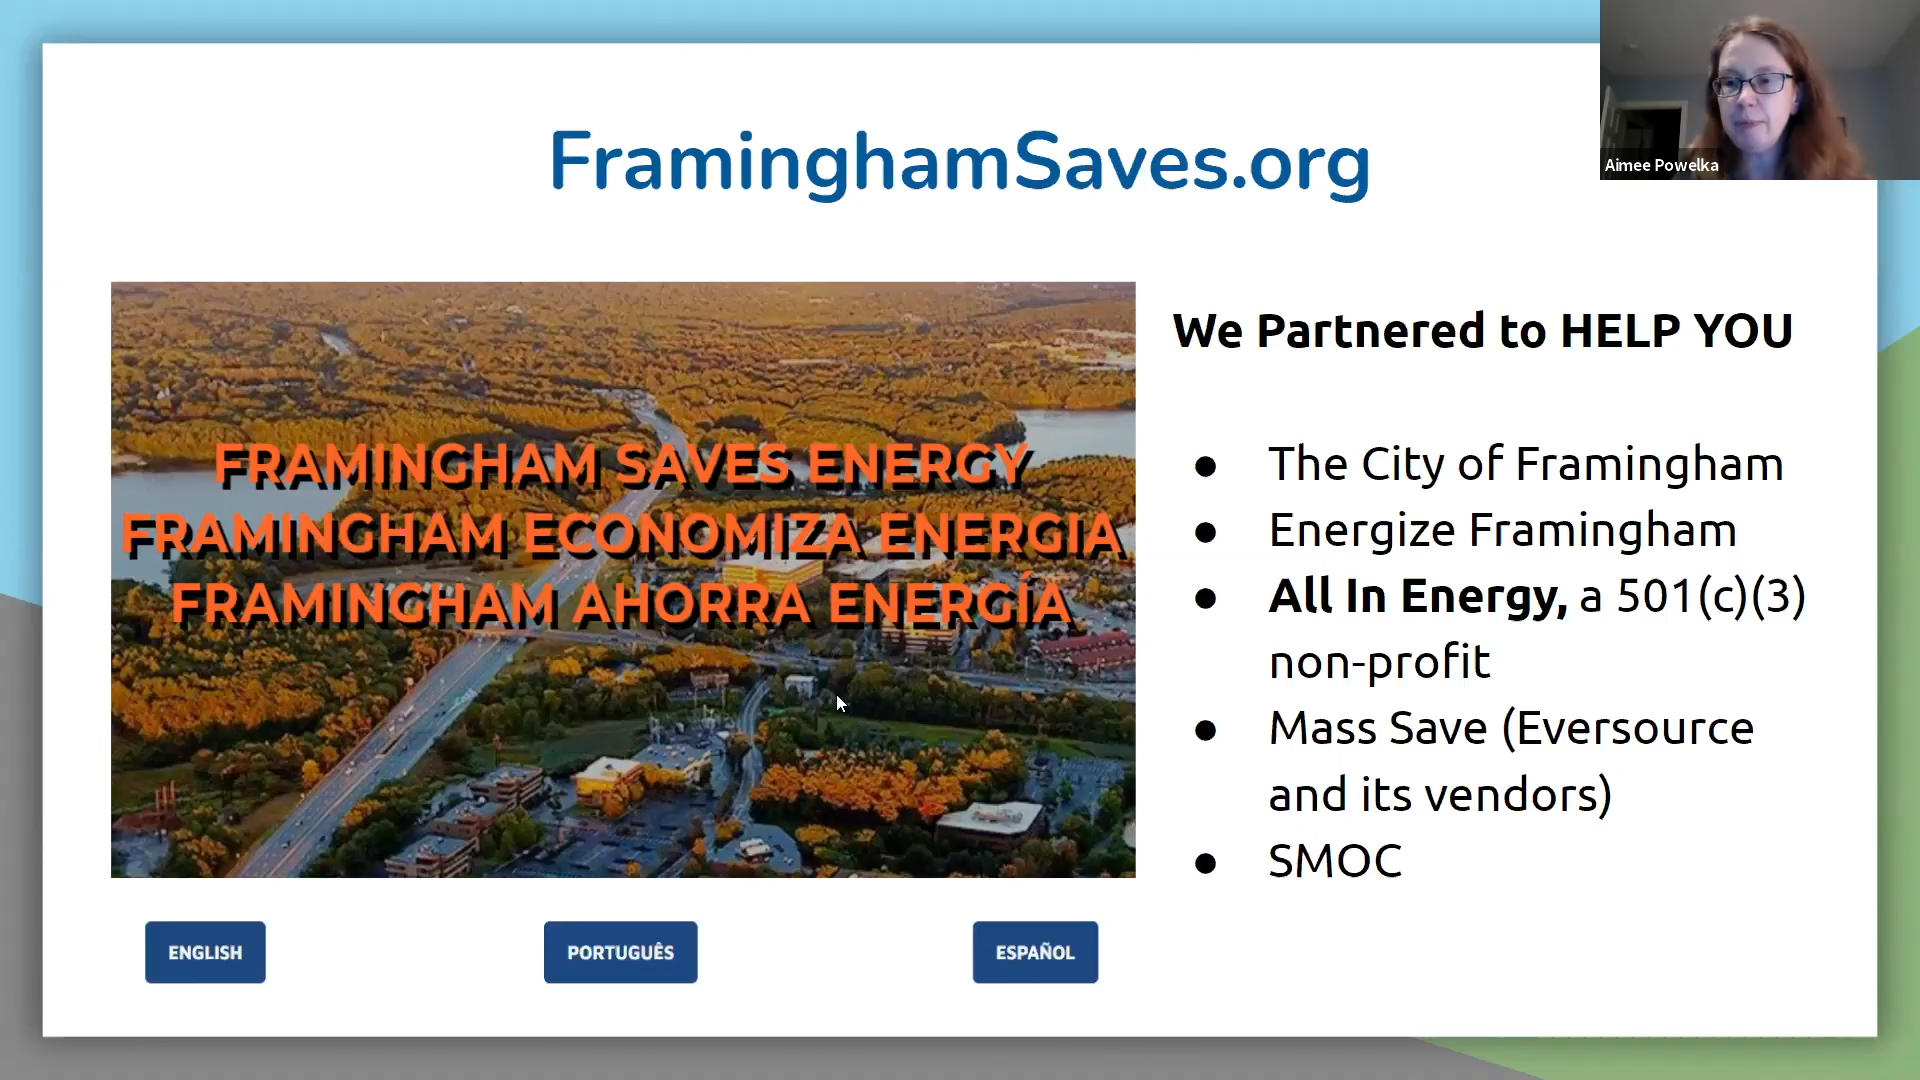 FraminghamSaves.org
Aimee Powelka
FRAMINGHAM SAVES ENERGY
FRAMINGHAM ECONOMIZA ENERGIA
FRAMINGHAM AHORRA ENERGÍA
ENGLISH
PORTUGUÊS
ESPAÑOL
We Partnered to HELP YOU
● The City of Framingham
● Energize Framingham
● All In Energy, a 501(c)(3)
non-profit
● Mass Save (Eversource
and its vendors)
● SMOC